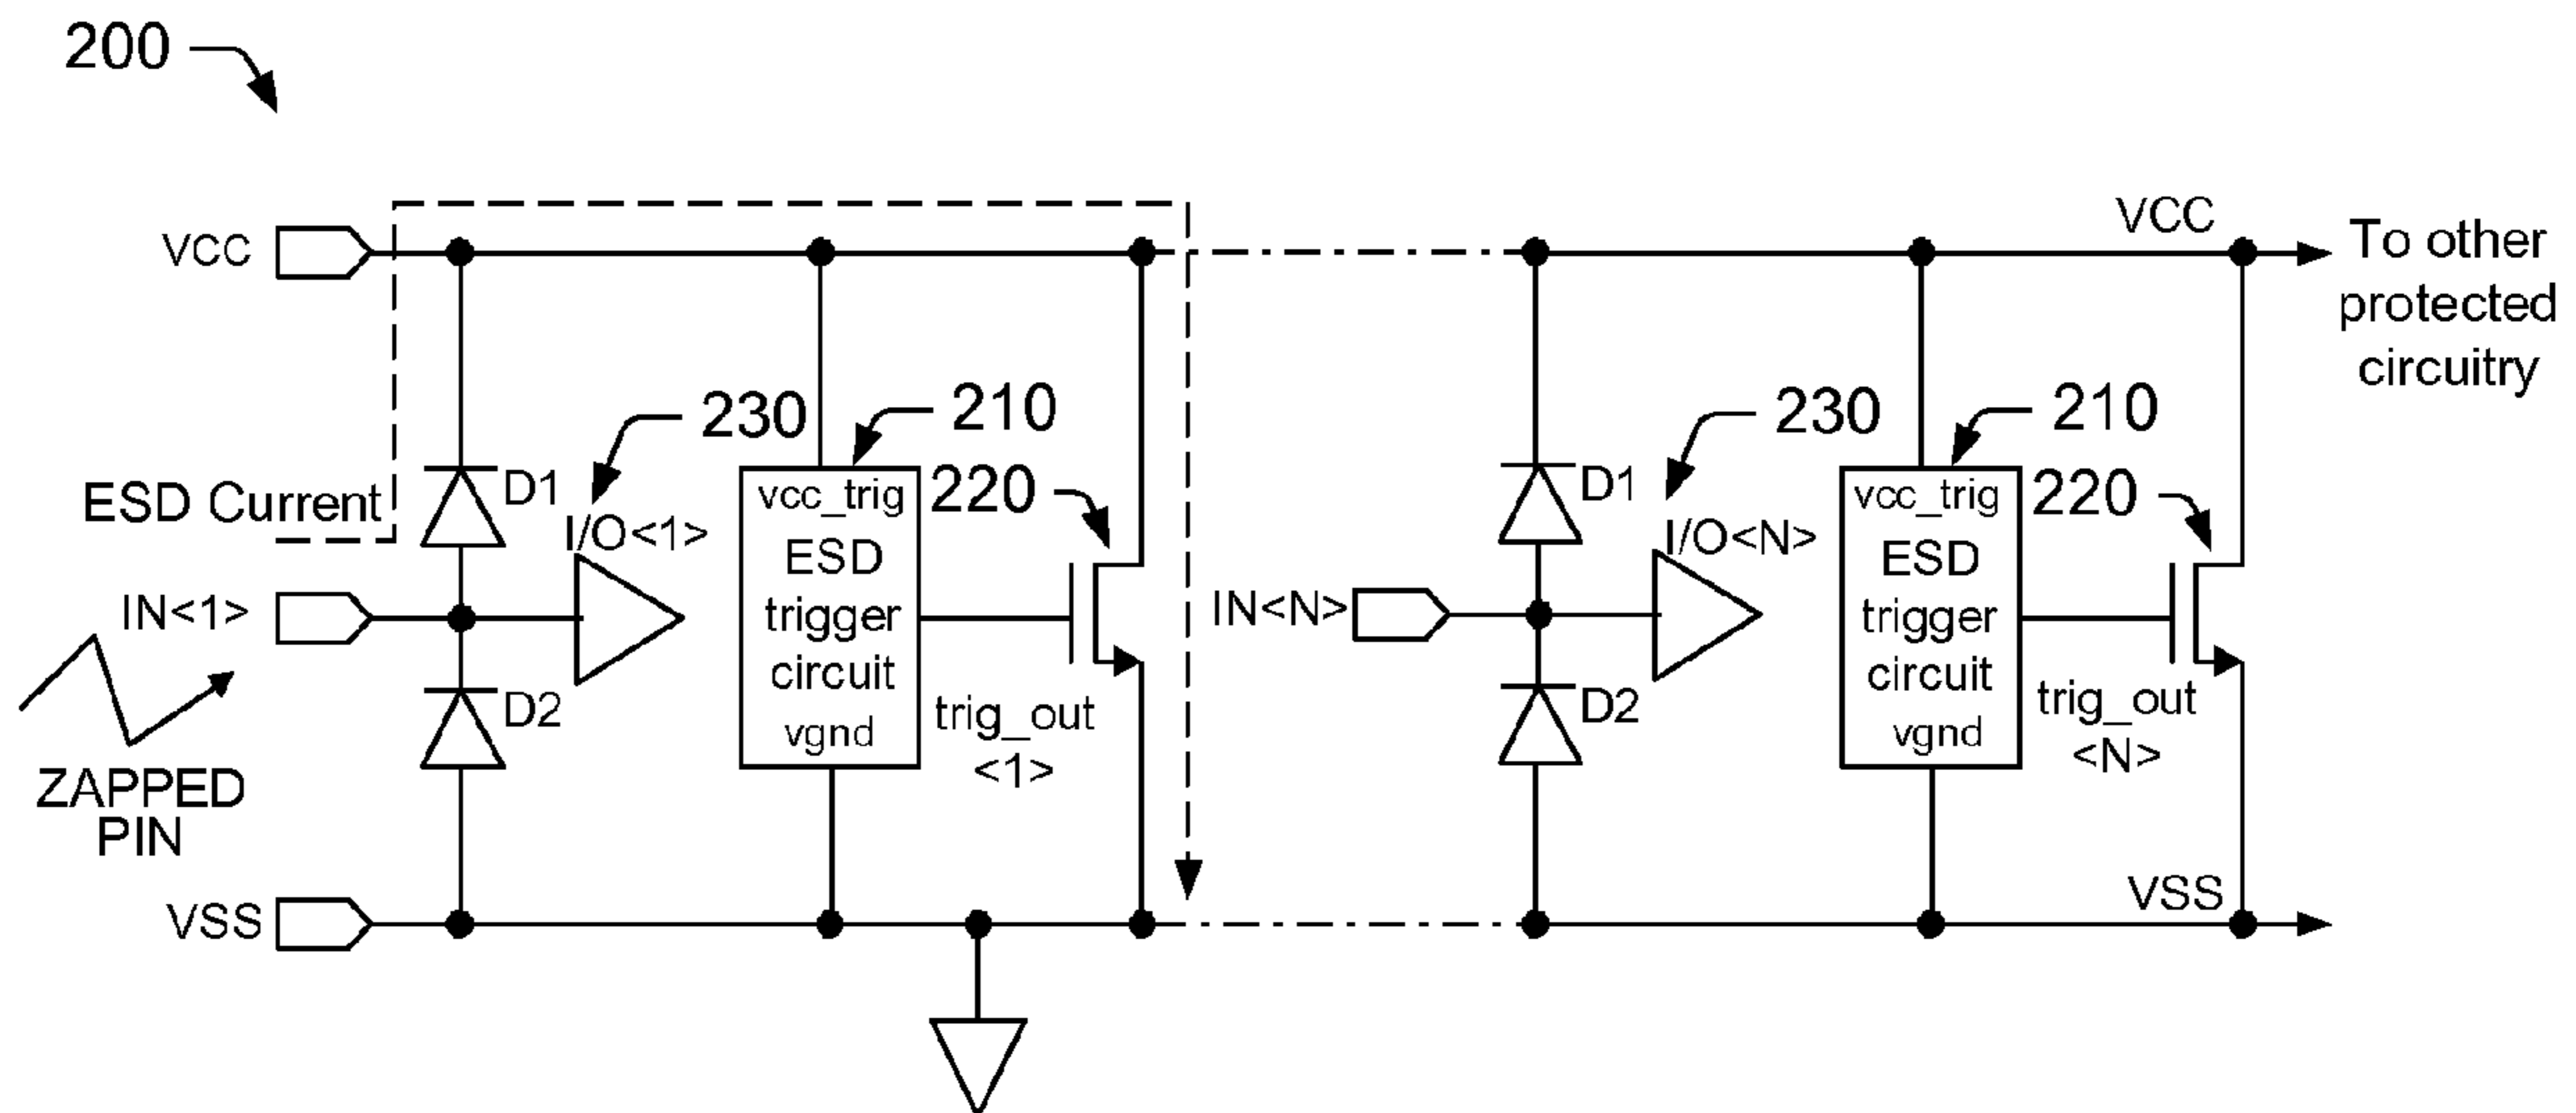 200
VCC
VCC
To other
protected
circuitry
230
210
230
210
ESD Current
D1
I/O<1>
vcc_trig
ESD
trigger
circuit
vgnd
220
D1
I/O<N>
vcc_trig
ESD
trigger
circuit
vgnd
220
IN<1>
IN<N>
D2
trig_out
<1>
D2
trig_out
<N>
ZAPPED
PIN
VSS
VSS